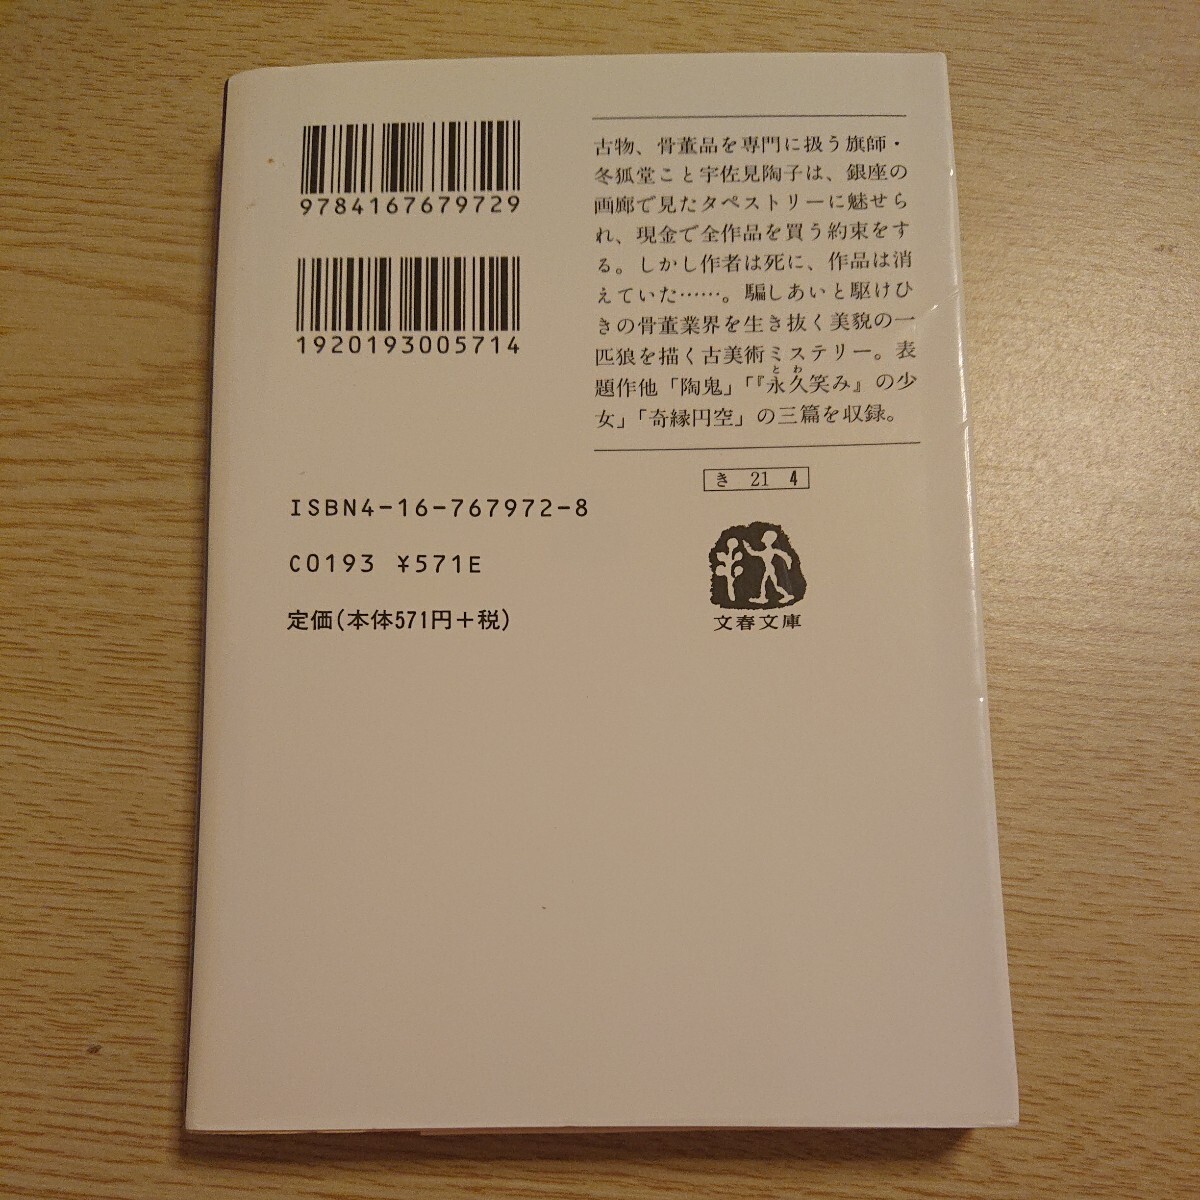 9784167679729
1920193005714
古物、骨董品を専門に扱う旗師・
冬狐堂こと宇佐見陶子は、銀座の
画廊で見たタペストリーに魅せら
れ、現金で全作品を買う約束をす
る。しかし作者は死に、作品は消
えていた……。騙しあいと駆けひ
きの骨董業界を生き抜く美貌の一
匹狼を描く古美術ミステリー。表
とわ
題作他「陶鬼」「『永久笑み』の少
女」「奇縁円空」の三篇を収録。
き 21 4
ISBN4-16-767972-8
C0193 ¥571E
定価(本体571円+税)
文春文庫